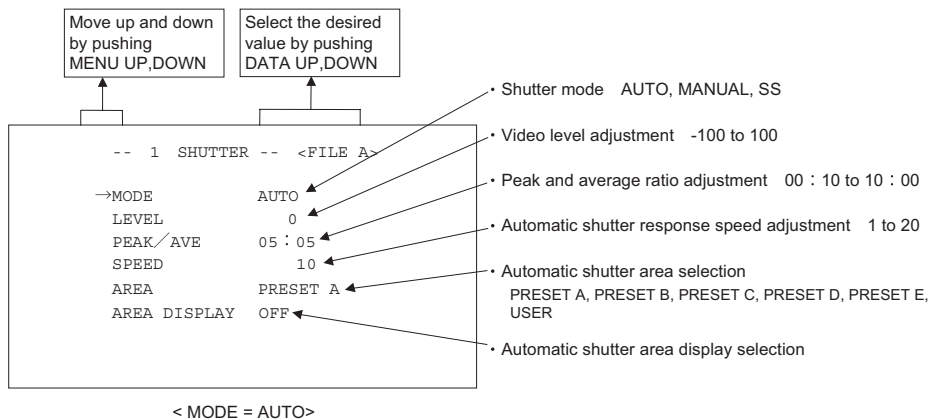 Move up and down
by pushing
MENU UP,DOWN
Select the desired
value by pushing
DATA UP,DOWN
-- 1 SHUTTER -- <FILE A>
→MODE AUTO
LEVEL 0
PEAK／AVE 05：05
SPEED 10
AREA PRESET A
AREA DISPLAY OFF
・Shutter mode AUTO, MANUAL, SS
・Video level adjustment -100 to 100
・Peak and average ratio adjustment 00：10 to 10：00
・Automatic shutter response speed adjustment 1 to 20
・Automatic shutter area selection
PRESET A, PRESET B, PRESET C, PRESET D, PRESET E,
USER
・Automatic shutter area display selection
< MODE = AUTO>